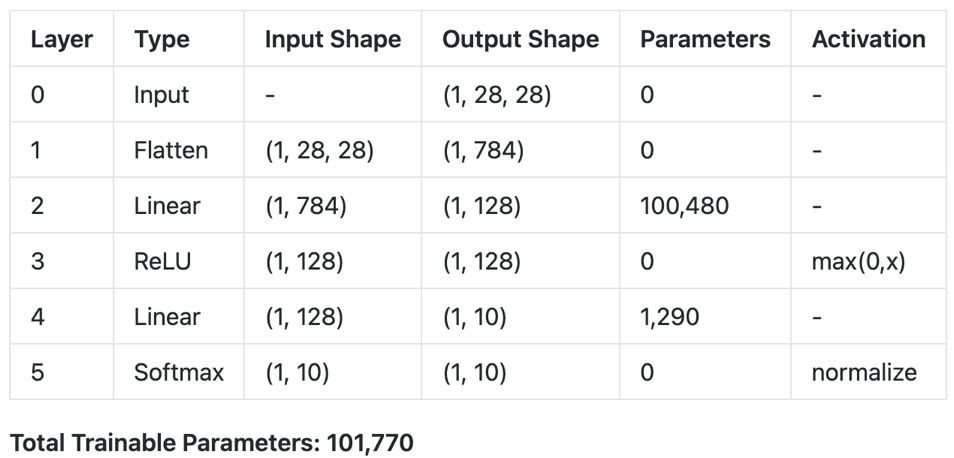 Layer Type Input Shape Output Shape Parameters Activation
0 Input - (1, 28, 28) 0 -
1 Flatten (1, 28, 28) (1, 784) 0 -
2 Linear (1, 784) (1, 128) 100,480 -
3 ReLU (1, 128) (1, 128) 0 max(0,x)
4 Linear (1, 128) (1, 10) 1,290 -
5 Softmax (1, 10) (1, 10) 0 normalize
Total Trainable Parameters: 101,770